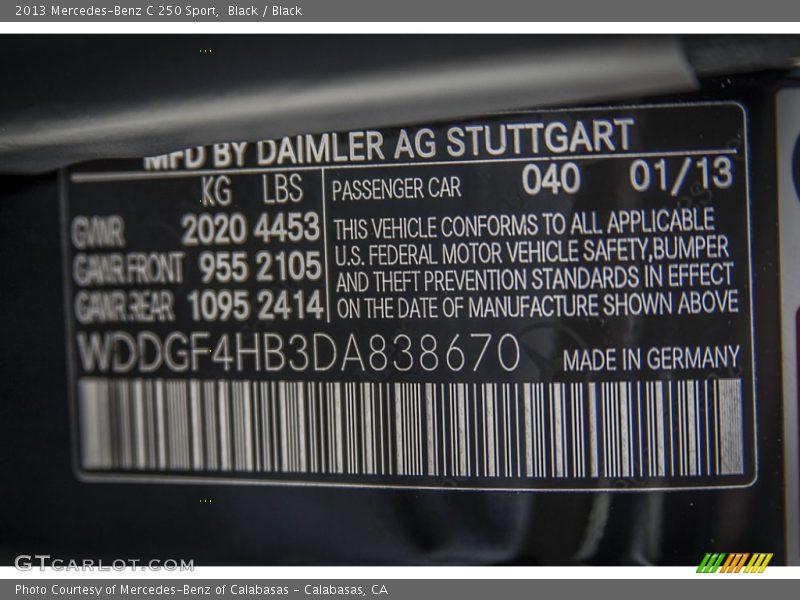 2013 Mercedes-Benz C 250 Sport,  Black / Black
MFD BY DAIMLER AG STUTTGART
KG LBS PASSENGER CAR 040 01/13
GVWR 2020 4453 THIS VEHICLE CONFORMS TO ALL APPLICABLE
GAWR FRONT 955 2105 U.S. FEDERAL MOTOR VEHICLE SAFETY,BUMPER
GAWR REAR 1095 2414 AND THEFT PREVENTION STANDARDS IN EFFECT
ON THE DATE OF MANUFACTURE SHOWN ABOVE
WDDGF4HB3DA838670 MADE IN GERMANY
GTCARLOT.COM
Photo Courtesy of Mercedes-Benz of Calabasas - Calabasas, CA